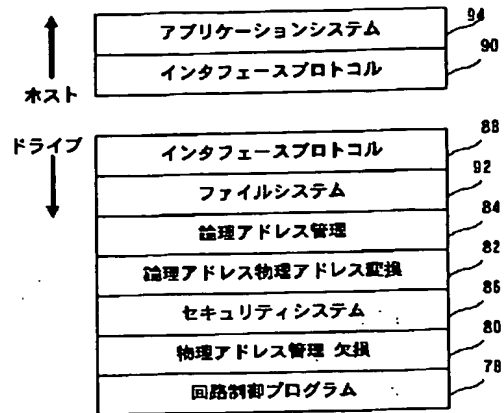 アプリケーションシステム 94
インタフェースプロトコル 90
ホスト
ドライブ
インタフェースプロトコル 88
ファイルシステム 92
論理アドレス管理 84
論理アドレス物理アドレス変換 82
セキュリティシステム 86
物理アドレス管理 欠損 80
回路制御プログラム 78